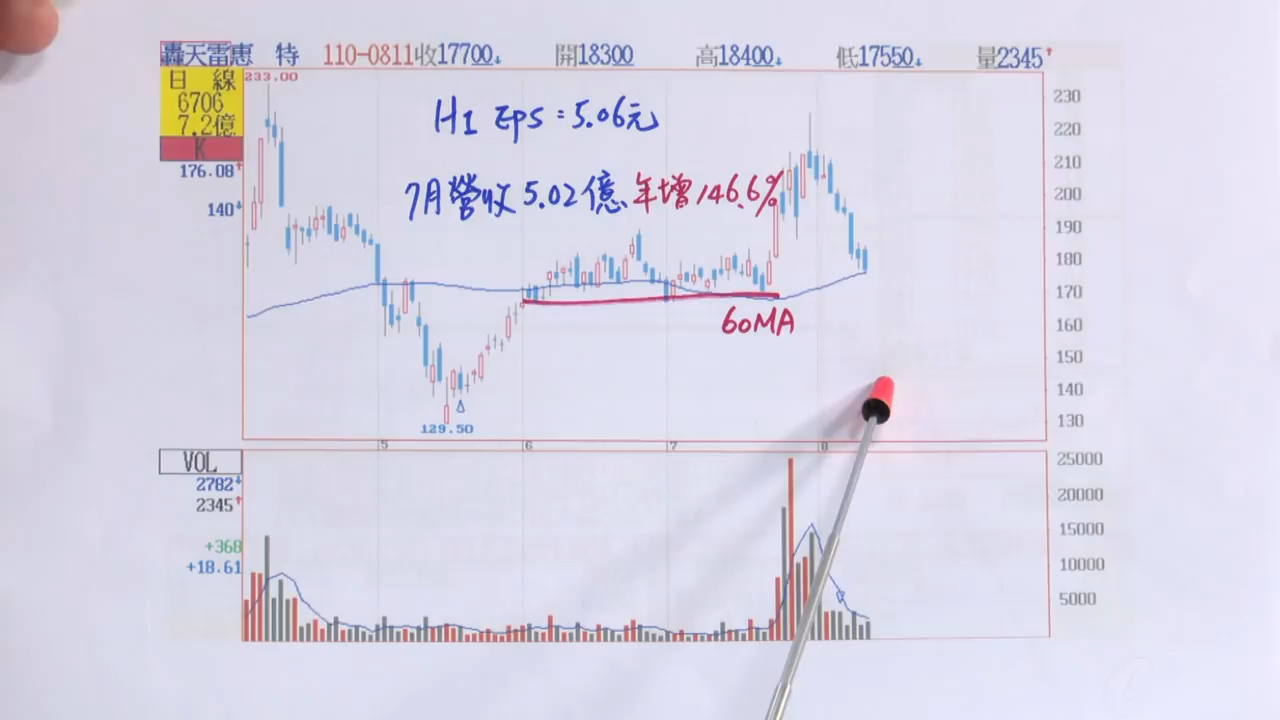 轟天雷惠 特 110-0811收17700↓ 開18300 高18400↓ 低17550↓ 量2345↑
日 線
6706
7.2億
K
233.00
H1 EPS=5.06元
7月營收5.02億 年增146.6%
176.08↑
140↓
60MA
129.50
230
220
210
200
190
180
170
160
150
140
130
5 6 7 8
VOL
2782↓
2345↑
+368
+18.61
25000
20000
15000
10000
5000